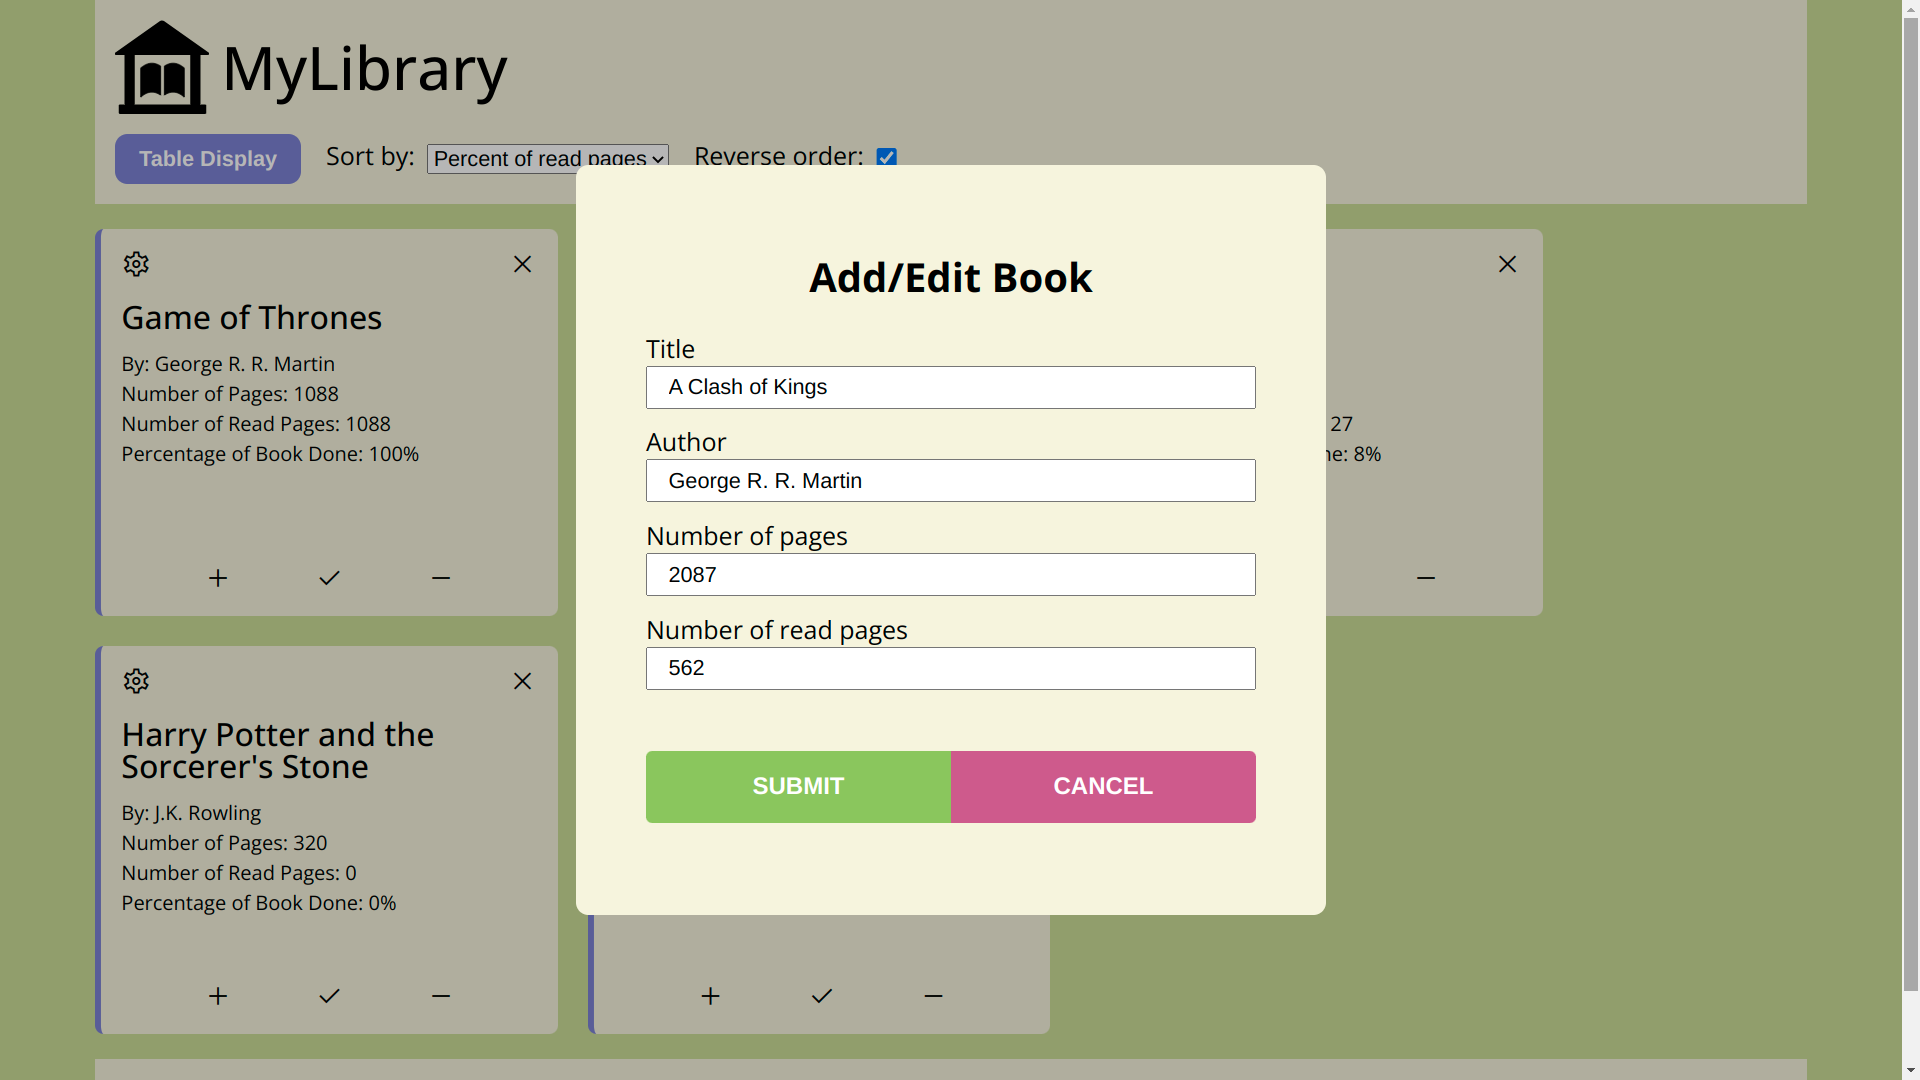 MyLibrary
Table Display
Sort by:
Percent of read pages
Reverse order:
Game of Thrones
By: George R. R. Martin
Number of Pages: 1088
Number of Read Pages: 1088
Percentage of Book Done: 100%
Add/Edit Book
Title
A Clash of Kings
Author
George R. R. Martin
Number of pages
2087
Number of read pages
562
SUBMIT
CANCEL
27
8%
Harry Potter and the
Sorcerer's Stone
By: J.K. Rowling
Number of Pages: 320
Number of Read Pages: 0
Percentage of Book Done: 0%